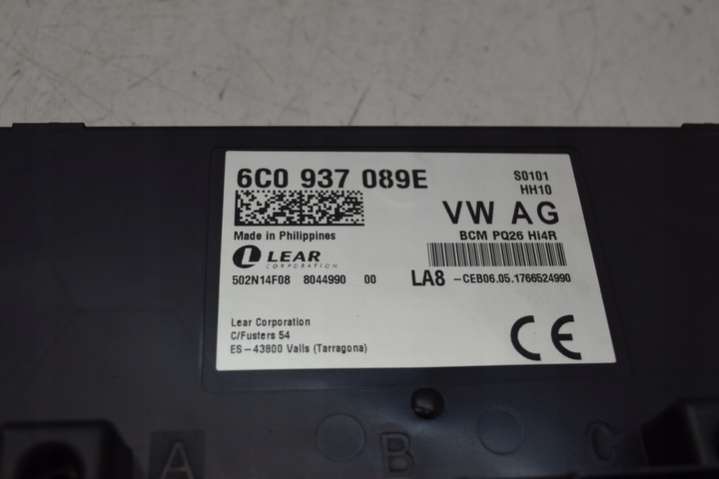 6C0 937 089E
S0101
HH10
VW AG
BCM PQ26 Hi4R
Made in Philippines
LEAR
CORPORATION
502N14F08 8044990 00
LA8 -CEB06.05.1766524990
Lear Corporation
C/Fusters 54
ES-43800 Valls (Tarragona)
CE
A B C